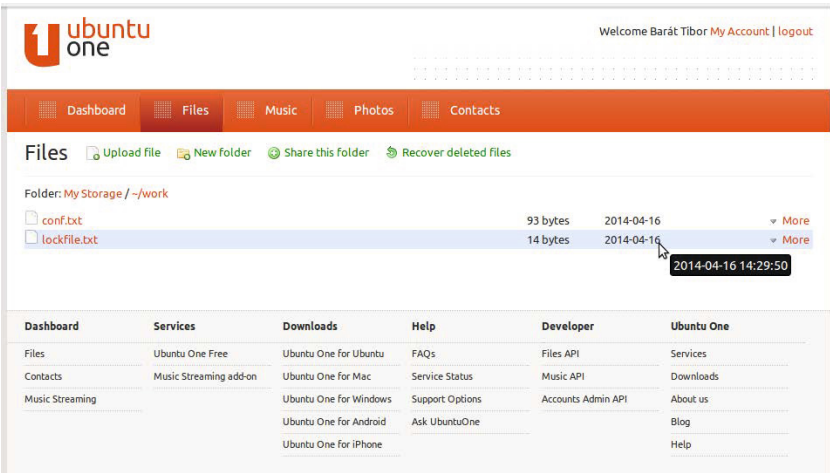 ubuntu
one
Welcome Barát Tibor My Account | logout
Dashboard Files Music Photos Contacts
Files Upload file New folder Share this folder Recover deleted files
Folder: My Storage / ~/work
conf.txt 93 bytes 2014-04-16 More
lockfile.txt 14 bytes 2014-04-16 More
2014-04-16 14:29:50
Dashboard Services Downloads Help Developer Ubuntu One
Files Ubuntu One Free Ubuntu One for Ubuntu FAQs Files API Services
Contacts Music Streaming add-on Ubuntu One for Mac Service Status Music API Downloads
Music Streaming Ubuntu One for Windows Support Options Accounts Admin API About us
Ubuntu One for Android Ask UbuntuOne Blog
Ubuntu One for iPhone Help